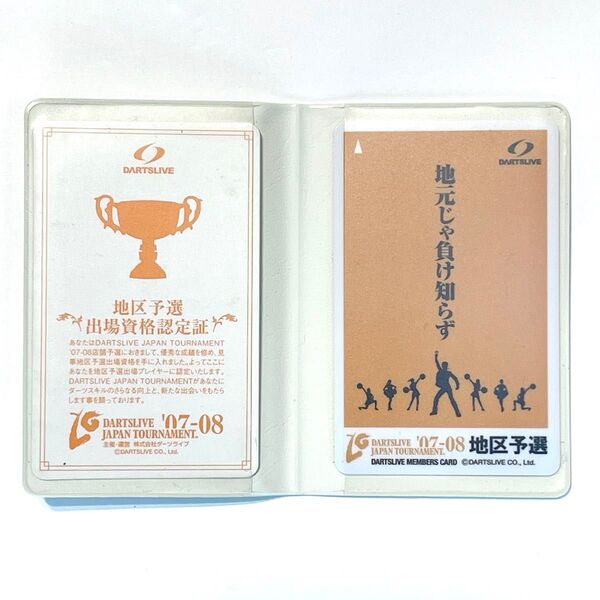 DARTSLIVE
地区予選
出場資格認定証
あなたはDARTSLIVE JAPAN TOURNAMENT
'07-08店舗予選におきまして、優秀な成績を修め、見
事地区予選出場資格を手に入れました。よってここに
あなたを地区予選出場プレイヤーに認定いたします。
DARTSLIVE JAPAN TOURNAMENTがあなたに
ダーツスキルのさらなる向上と、新たな出会いをもたら
します事を願っております。
DARTSLIVE '07-08
JAPAN TOURNAMENT.
主催・運営 株式会社ダーツライブ
©DARTSLIVE CO., Ltd.
DARTSLIVE
地元じゃ負け知らず
DARTSLIVE '07-08 地区予選
JAPAN TOURNAMENT.
DARTSLIVE MEMBERS CARD ©DARTSLIVE CO., Ltd.